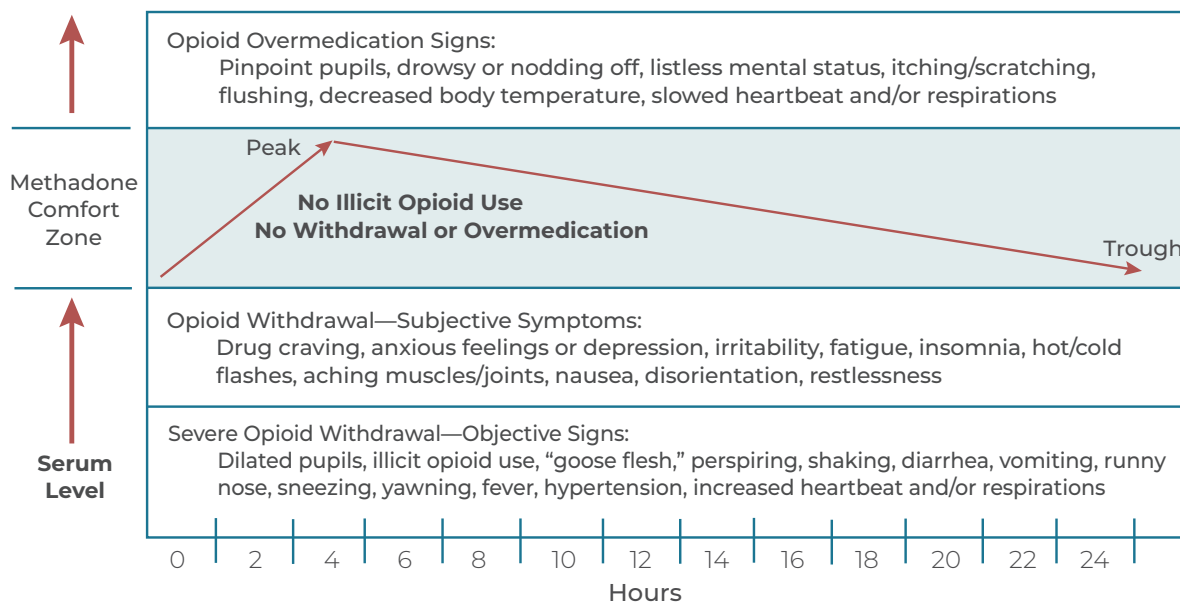 Opioid Overmedication Signs:
Pinpoint pupils, drowsy or nodding off, listless mental status, itching/scratching,
flushing, decreased body temperature, slowed heartbeat and/or respirations
Methadone
Comfort
Zone
Peak
No Illicit Opioid Use
No Withdrawal or Overmedication
Trough
Opioid Withdrawal—Subjective Symptoms:
Drug craving, anxious feelings or depression, irritability, fatigue, insomnia, hot/cold
flashes, aching muscles/joints, nausea, disorientation, restlessness
Serum
Level
Severe Opioid Withdrawal—Objective Signs:
Dilated pupils, illicit opioid use, “goose flesh,” perspiring, shaking, diarrhea, vomiting, runny
nose, sneezing, yawning, fever, hypertension, increased heartbeat and/or respirations
0 2 4 6 8 10 12 14 16 18 20 22 24
Hours